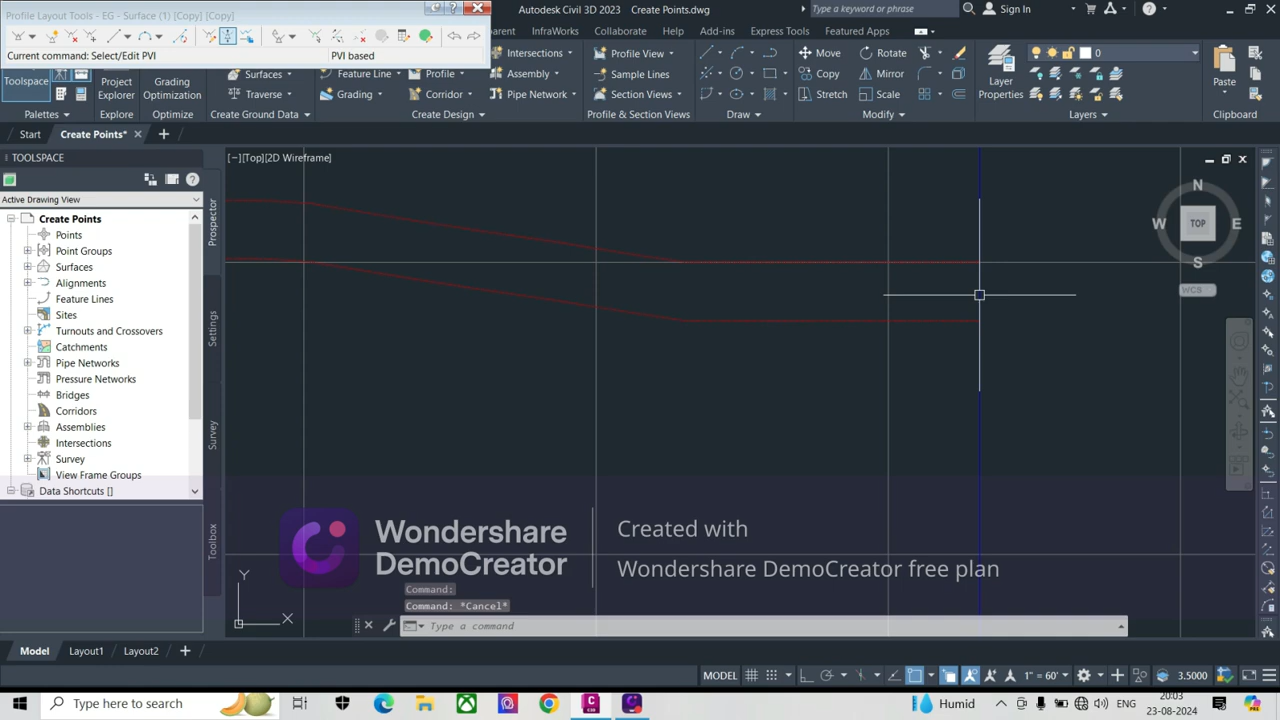 Profile Layout Tools - EG - Surface (1) [Copy] [Copy]
Current command: Select/Edit PVI
PVI based
Autodesk Civil 3D 2023
Create Points.dwg
Type a keyword or phrase
Sign In
InfraWorks
Collaborate
Help
Add-ins
Express Tools
Featured Apps
Toolspace
Project Explorer
Grading Optimization
Surfaces
Traverse
Feature Line
Grading
Profile
Corridor
Intersections
Assembly
Pipe Network
Profile View
Sample Lines
Section Views
Move
Rotate
Copy
Mirror
Stretch
Scale
Layer Properties
0
Paste
Palettes
Explore
Optimize
Create Ground Data
Create Design
Profile & Section Views
Draw
Modify
Layers
Clipboard
Start
Create Points*
TOOLSPACE
Active Drawing View
Create Points
Points
Point Groups
Surfaces
Alignments
Feature Lines
Sites
Turnouts and Crossovers
Catchments
Pipe Networks
Pressure Networks
Bridges
Corridors
Assemblies
Intersections
Survey
View Frame Groups
Data Shortcuts []
Prospector
Settings
Survey
Toolbox
[−][Top][2D Wireframe]
N
W
TOP
E
S
WCS
Wondershare
DemoCreator
Created with
Wondershare DemoCreator free plan
Y
X
Command:
Command: *Cancel*
Type a command
Model
Layout1
Layout2
MODEL
1" = 60'
3.5000
Type here to search
Humid
20:03
23-08-2024